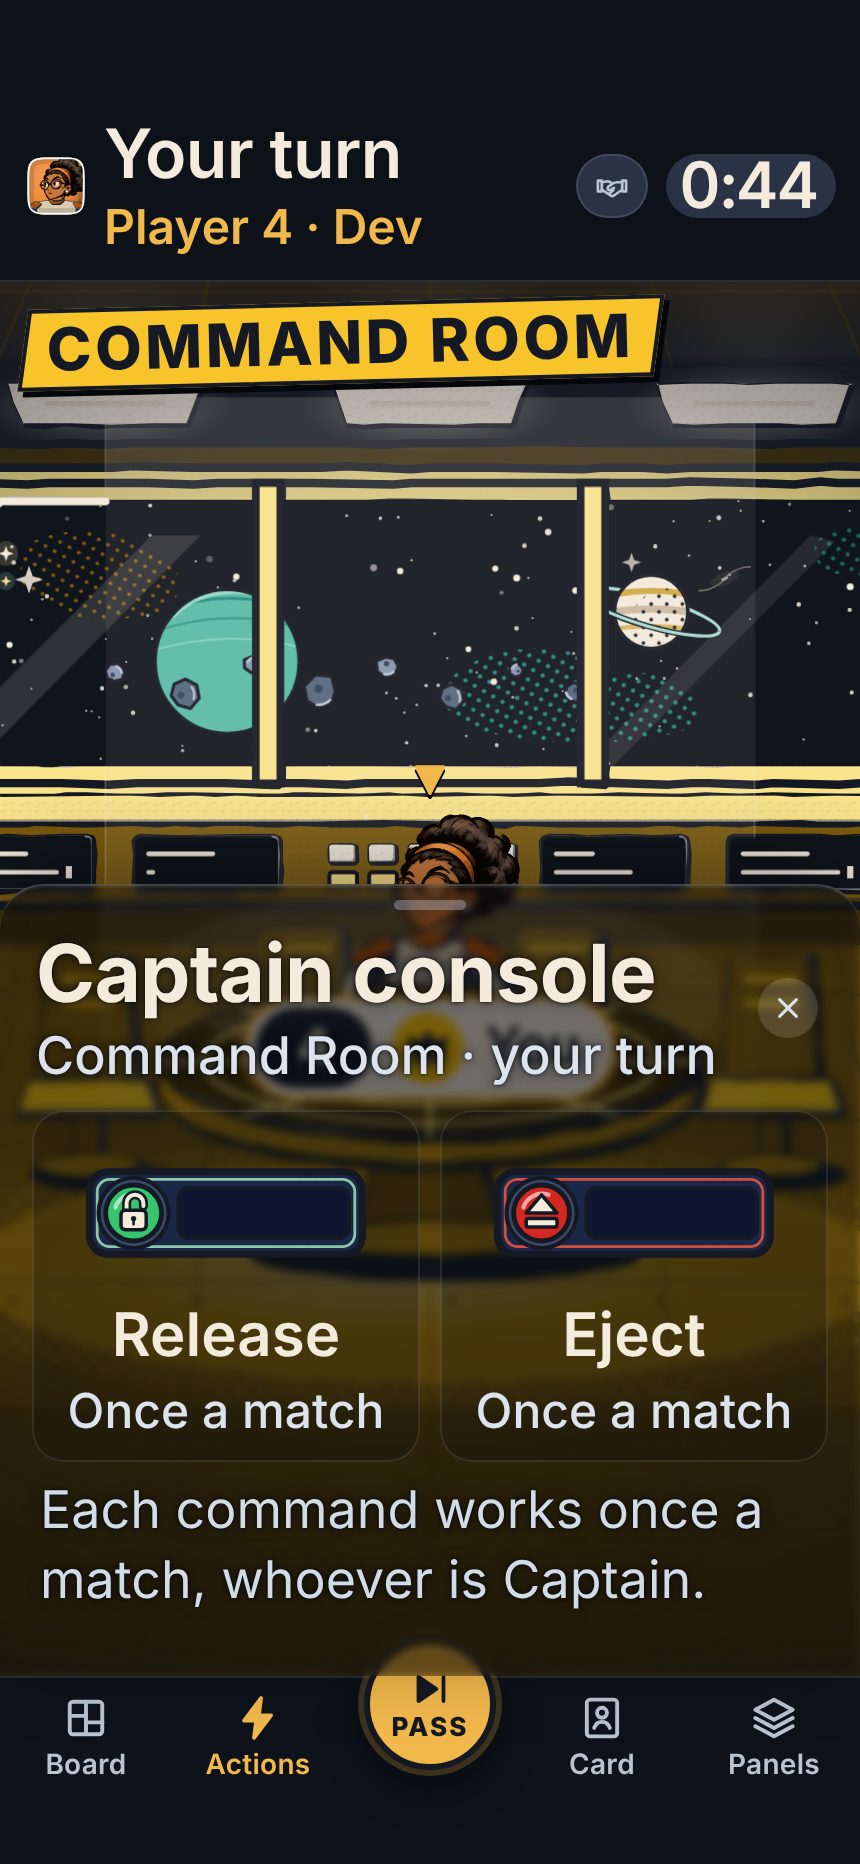 Your turn
Player 4 · Dev
0:44
COMMAND ROOM
Captain console
Command Room · your turn
Release
Once a match
Eject
Once a match
Each command works once a
match, whoever is Captain.
PASS
Board
Actions
Card
Panels